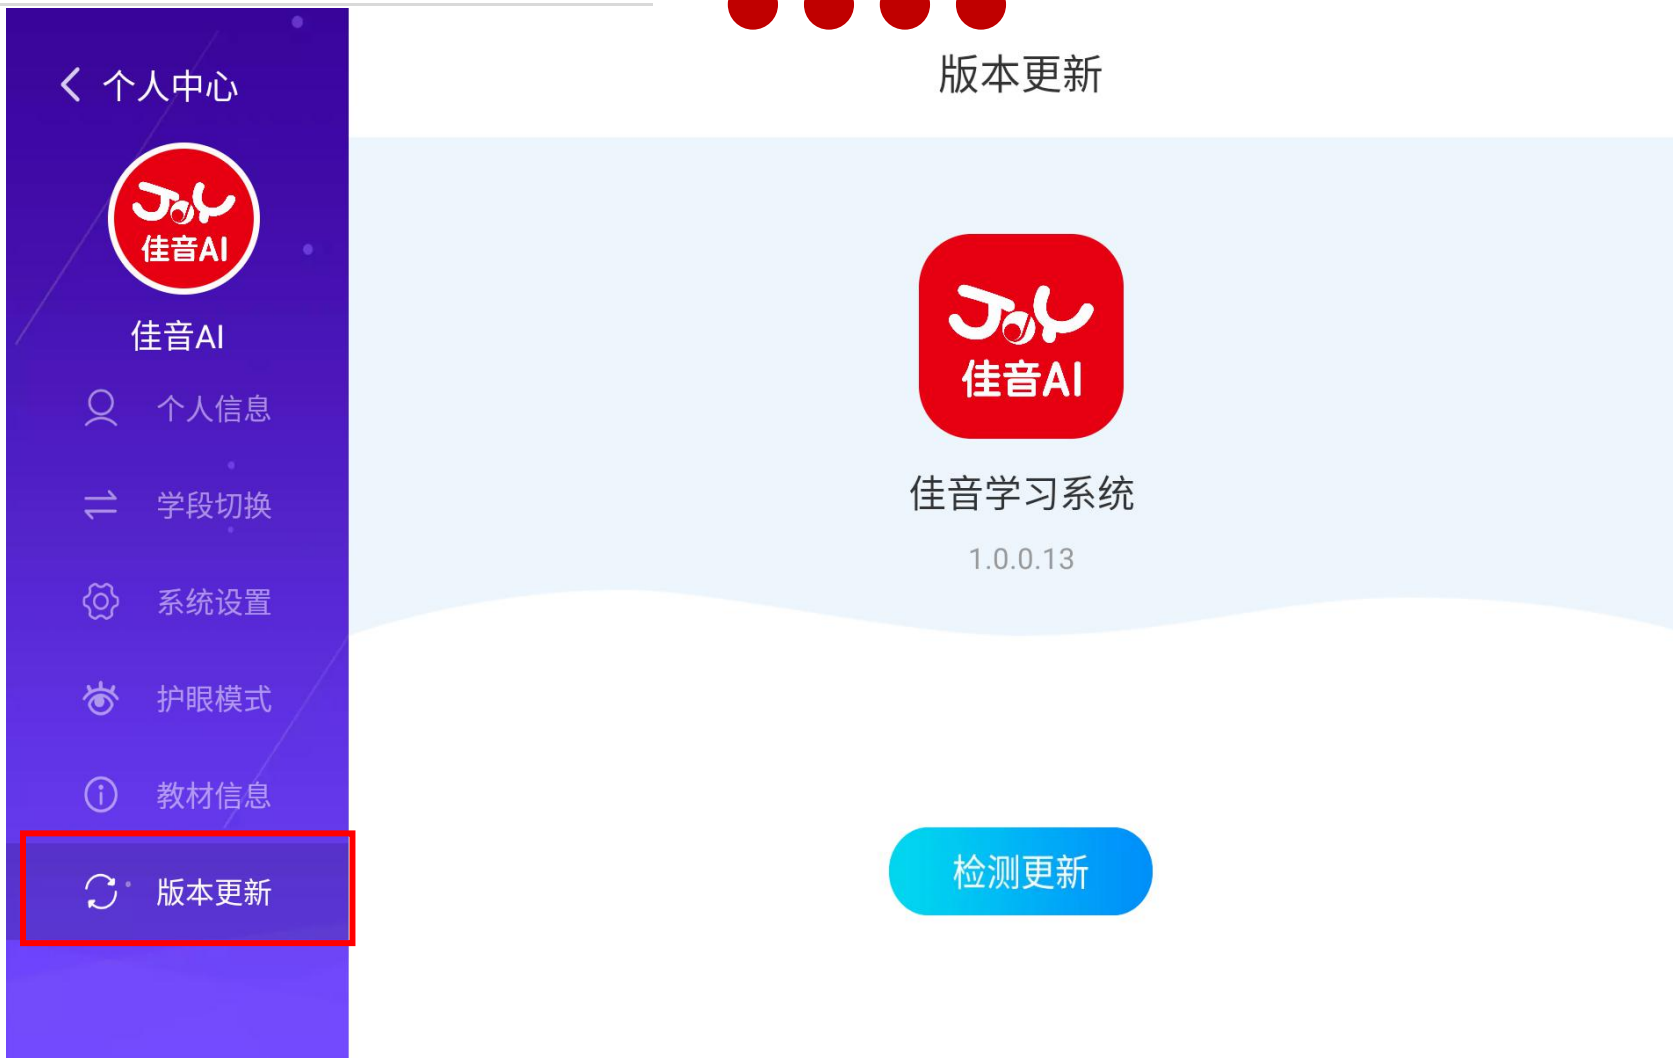 个人中心
JOY
佳音AI
佳音AI
个人信息
学段切换
系统设置
护眼模式
教材信息
版本更新
版本更新
JOY
佳音AI
佳音学习系统
1.0.0.13
检测更新